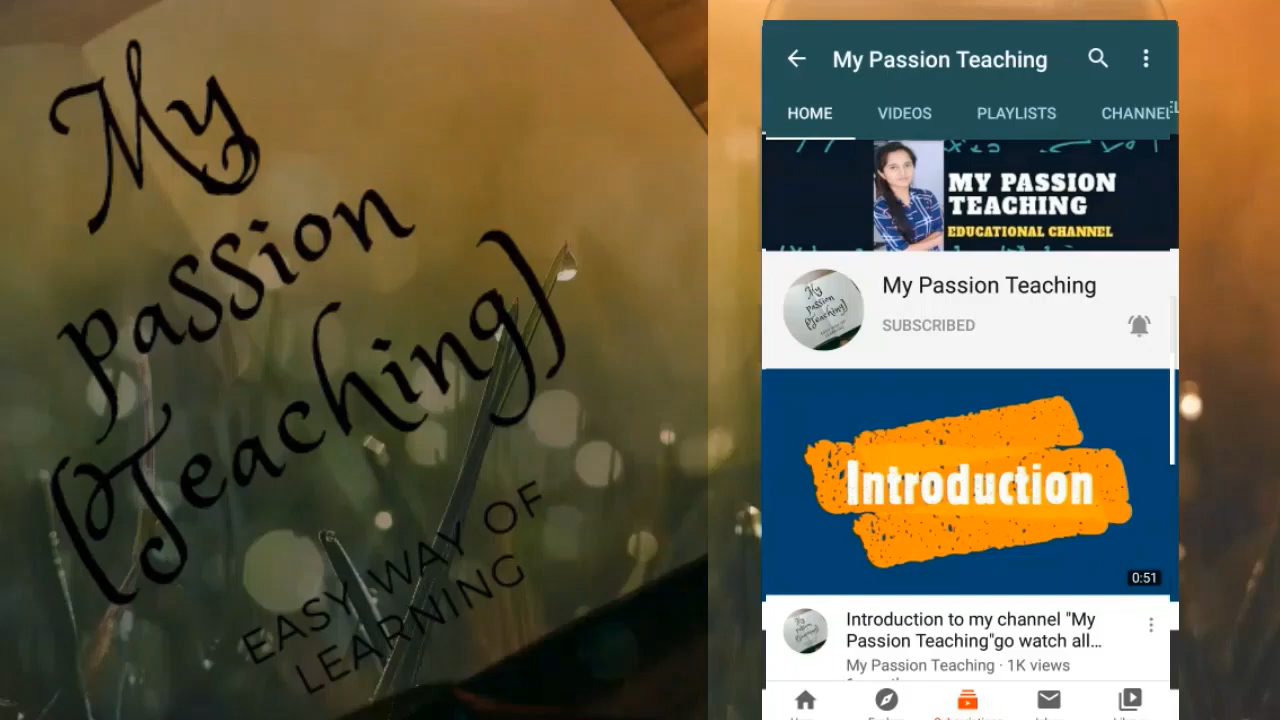 My
passion
(Teaching)
EASY WAY OF
LEARNING
My Passion Teaching
HOME VIDEOS PLAYLISTS CHANNEL
MY PASSION
TEACHING
EDUCATIONAL CHANNEL
My Passion Teaching
SUBSCRIBED
Introduction
0:51
Introduction to my channel "My
Passion Teaching"go watch all...
My Passion Teaching · 1K views